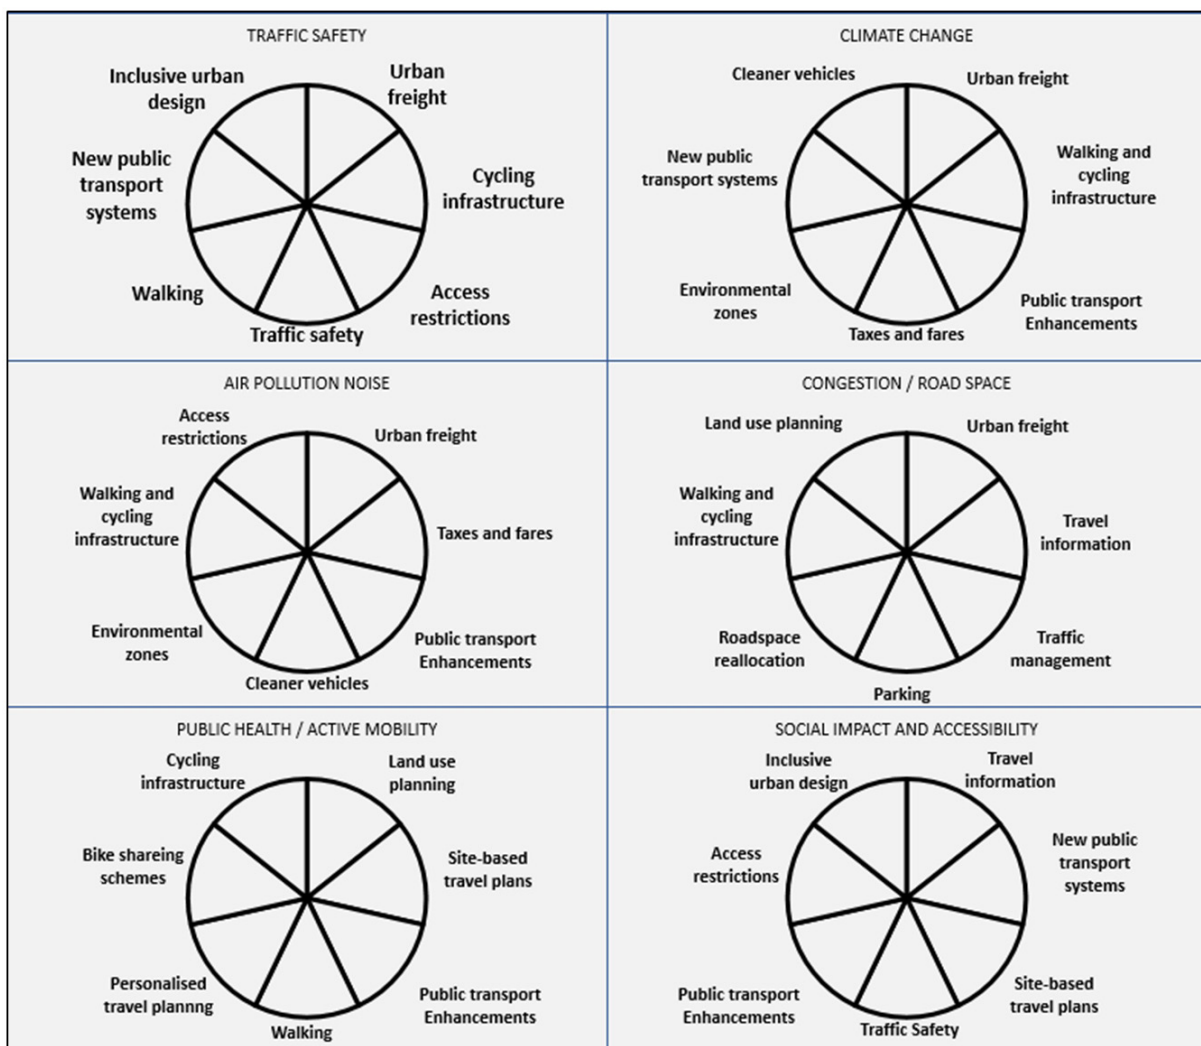 TRAFFIC SAFETY
Inclusive urban
design
Urban
freight
New public
transport
systems
Cycling
infrastructure
Walking
Access
restrictions
Traffic safety
CLIMATE CHANGE
Cleaner vehicles
Urban freight
New public
transport systems
Walking and
cycling
infrastructure
Environmental
zones
Public transport
Enhancements
Taxes and fares
AIR POLLUTION NOISE
Access
restrictions
Urban freight
Walking and
cycling
infrastructure
Taxes and fares
Environmental
zones
Public transport
Enhancements
Cleaner vehicles
CONGESTION / ROAD SPACE
Land use planning
Urban freight
Walking and
cycling
infrastructure
Travel
information
Roadspace
reallocation
Traffic
management
Parking
PUBLIC HEALTH / ACTIVE MOBILITY
Cycling
infrastructure
Land use
planning
Bike shareing
schemes
Site-based
travel plans
Personalised
travel plannng
Public transport
Enhancements
Walking
SOCIAL IMPACT AND ACCESSIBILITY
Inclusive
urban design
Travel
information
Access
restrictions
New public
transport
systems
Public transport
Enhancements
Site-based
travel plans
Traffic Safety